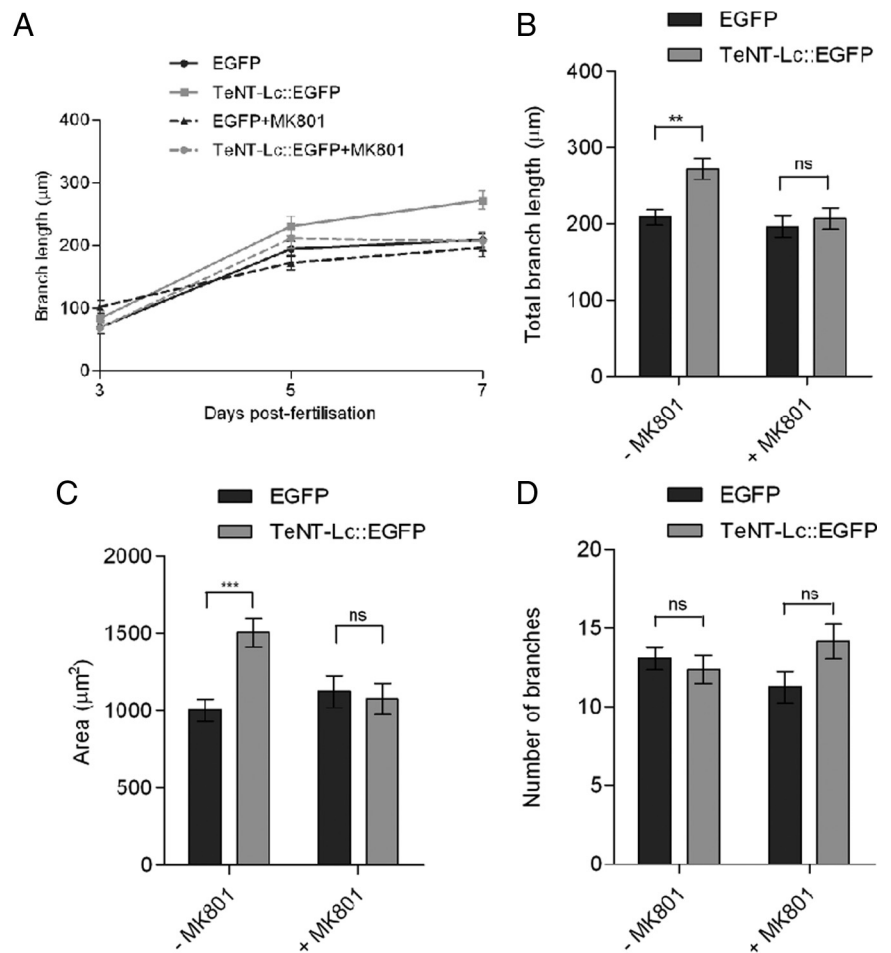 A
EGFP
TeNT-Lc::EGFP
EGFP+MK801
TeNT-Lc::EGFP+MK801
400
300
200
100
0
Branch length (μm)
3
5
7
Days post-fertilisation
B
EGFP
TeNT-Lc::EGFP
400
300
200
100
0
Total branch length (μm)
**
ns
- MK801
+ MK801
C
EGFP
TeNT-Lc::EGFP
2000
1500
1000
500
0
Area (μm²)
***
ns
- MK801
+ MK801
D
EGFP
TeNT-Lc::EGFP
20
15
10
5
0
Number of branches
ns
ns
- MK801
+ MK801